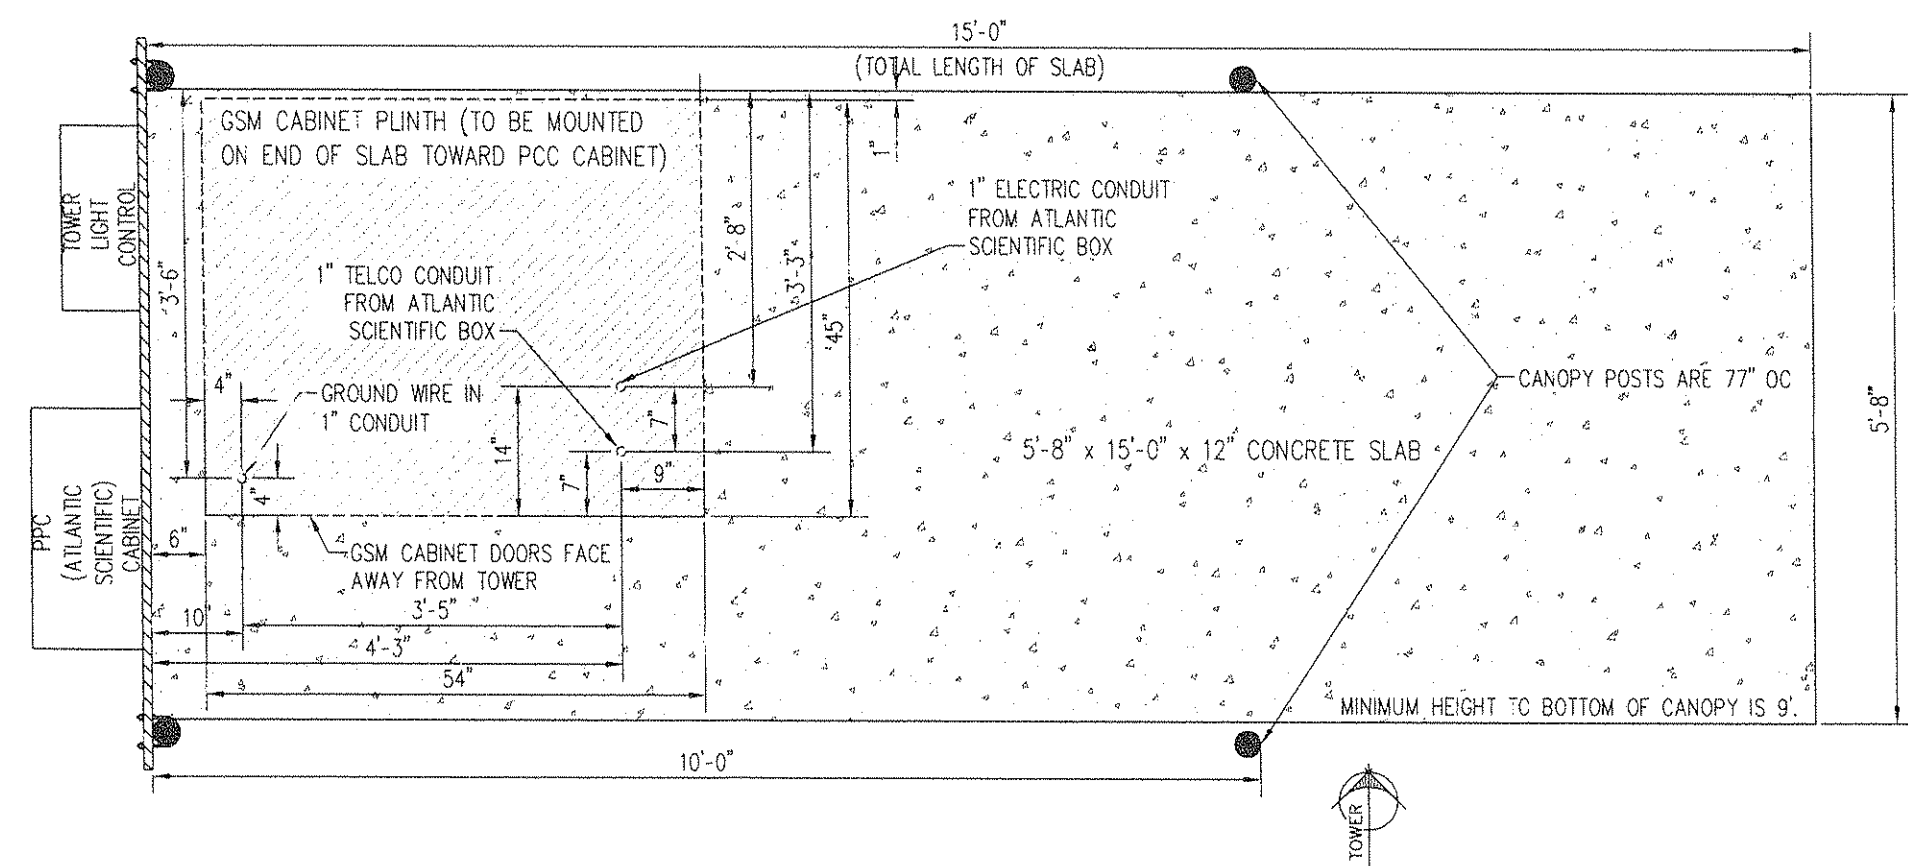 15'-0"
(TOTAL LENGTH OF SLAB)
GSM CABINET PLINTH (TO BE MOUNTED
ON END OF SLAB TOWARD PCC CABINET)
1"
TOWER
LIGHT
CONTROL
3'-6"
1" TELCO CONDUIT
FROM ATLANTIC
SCIENTIFIC BOX
2'-8"
3'-3"
45"
1" ELECTRIC CONDUIT
FROM ATLANTIC
SCIENTIFIC BOX
5'-8"
CANOPY POSTS ARE 77" OC
4"
GROUND WIRE IN
1" CONDUIT
14"
7"
7"
9"
4"
5'-8" x 15'-0" x 12" CONCRETE SLAB
PPC
(ATLANTIC
SCIENTIFIC)
CABINET
6"
GSM CABINET DOORS FACE
AWAY FROM TOWER
10"
3'-5"
4'-3"
54"
MINIMUM HEIGHT TO BOTTOM OF CANOPY IS 9'.
10'-0"
TOWER